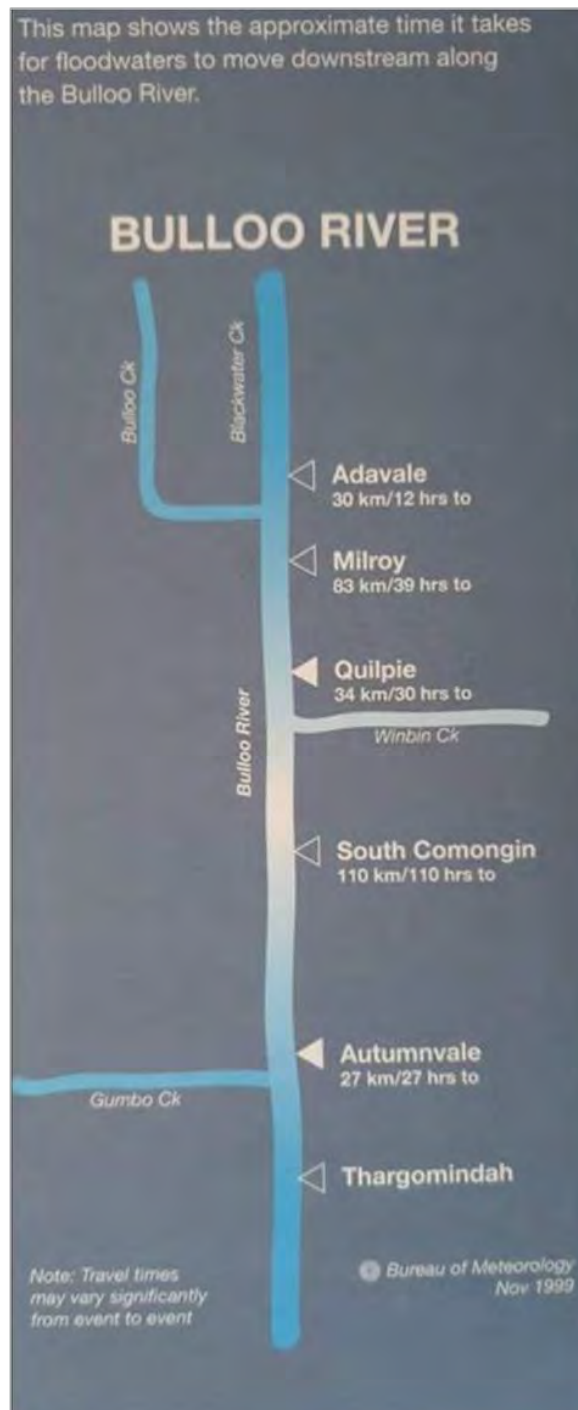 This map shows the approximate time it takes
for floodwaters to move downstream along
the Bulloo River.
BULLOO RIVER
Bulloo Ck
Blackwater Ck
Adavale
30 km/12 hrs to
Milroy
83 km/39 hrs to
Quilpie
34 km/30 hrs to
Winbin Ck
Bulloo River
South Comongin
110 km/110 hrs to
Autumnvale
27 km/27 hrs to
Gumbo Ck
Thargomindah
Note: Travel times
may vary significantly
from event to event
Bureau of Meteorology
Nov 1999